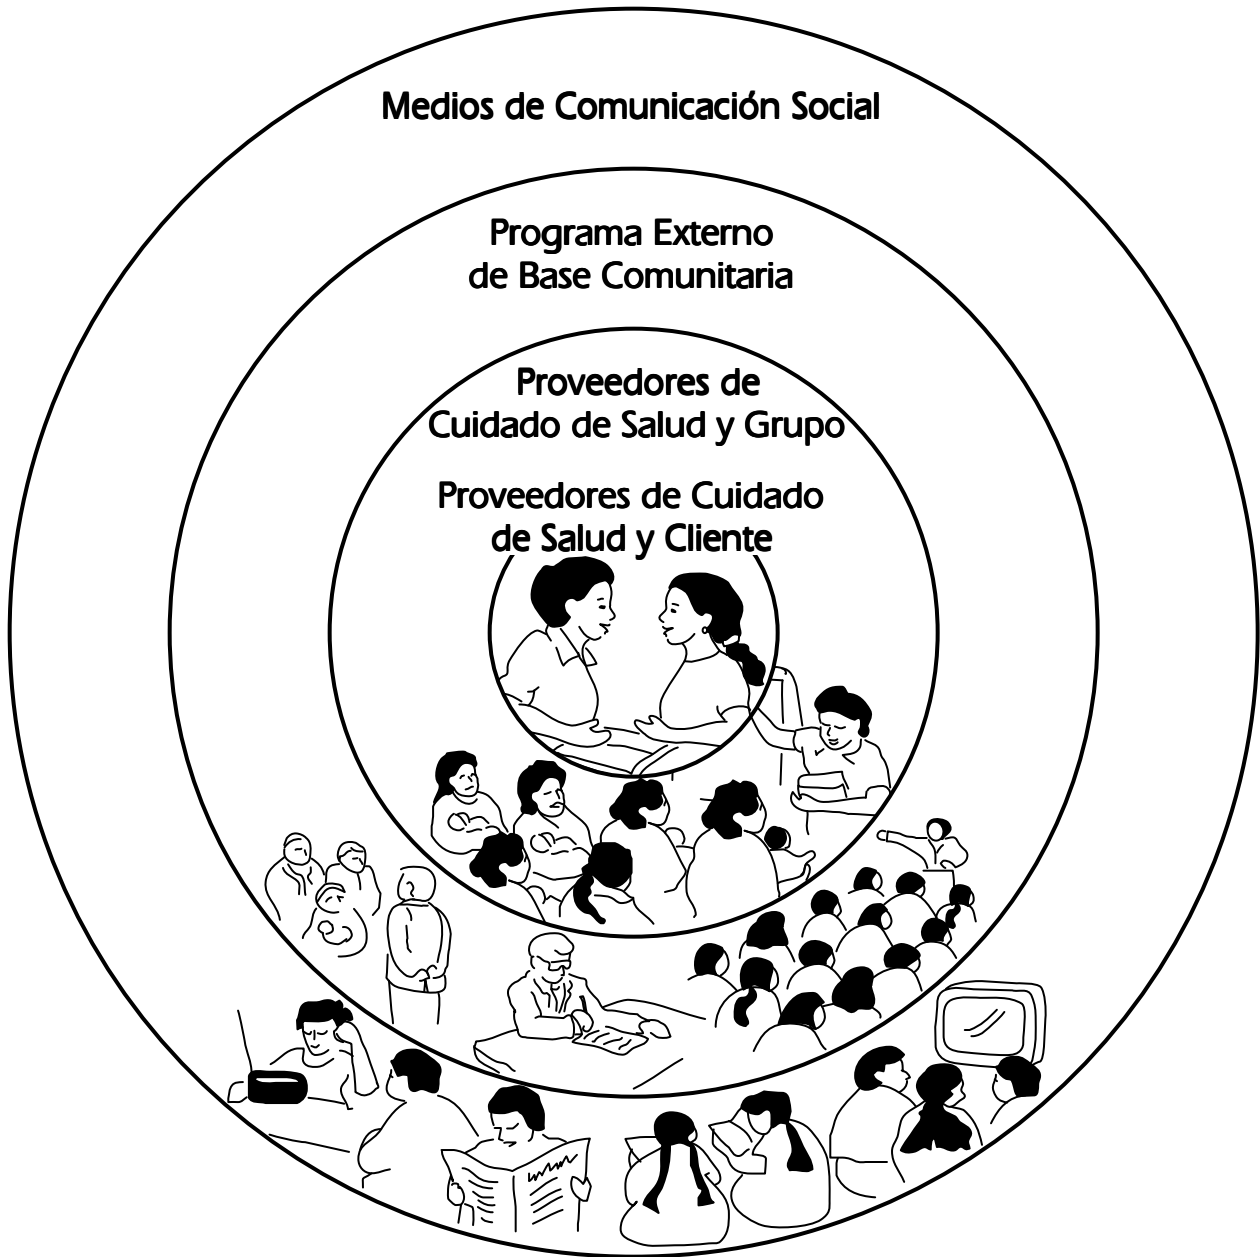 Medios de Comunicación Social
Programa Externo
de Base Comunitaria
Proveedores de
Cuidado de Salud y Grupo
Proveedores de Cuidado
de Salud y Cliente